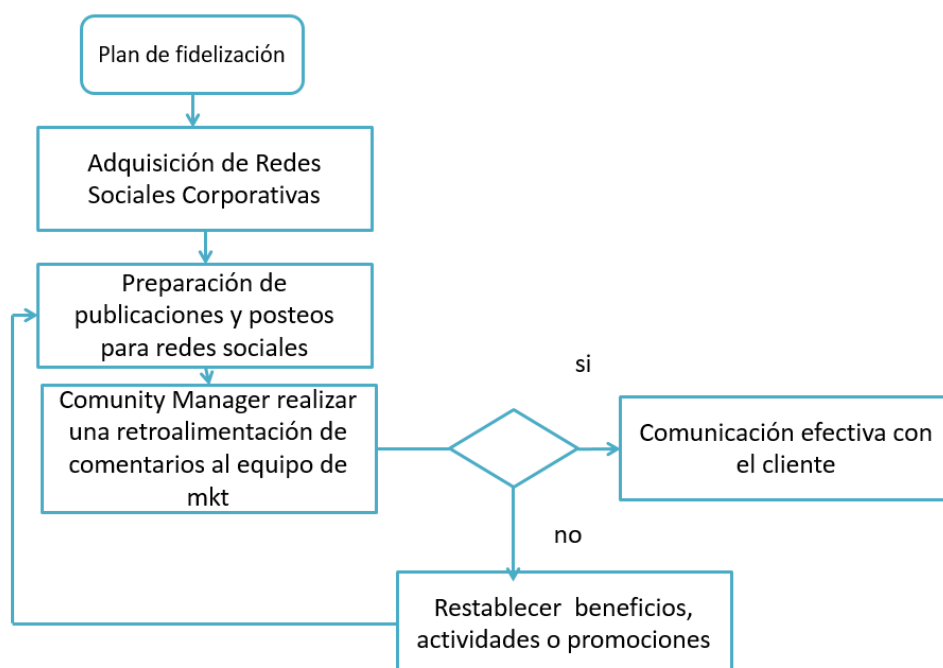 Plan de fidelización
Adquisición de Redes
Sociales Corporativas
Preparación de
publicaciones y posteos
para redes sociales
Comunity Manager realizar
una retroalimentación de
comentarios al equipo de
mkt
si
Comunicación efectiva con
el cliente
no
Restablecer  beneficios,
actividades o promociones